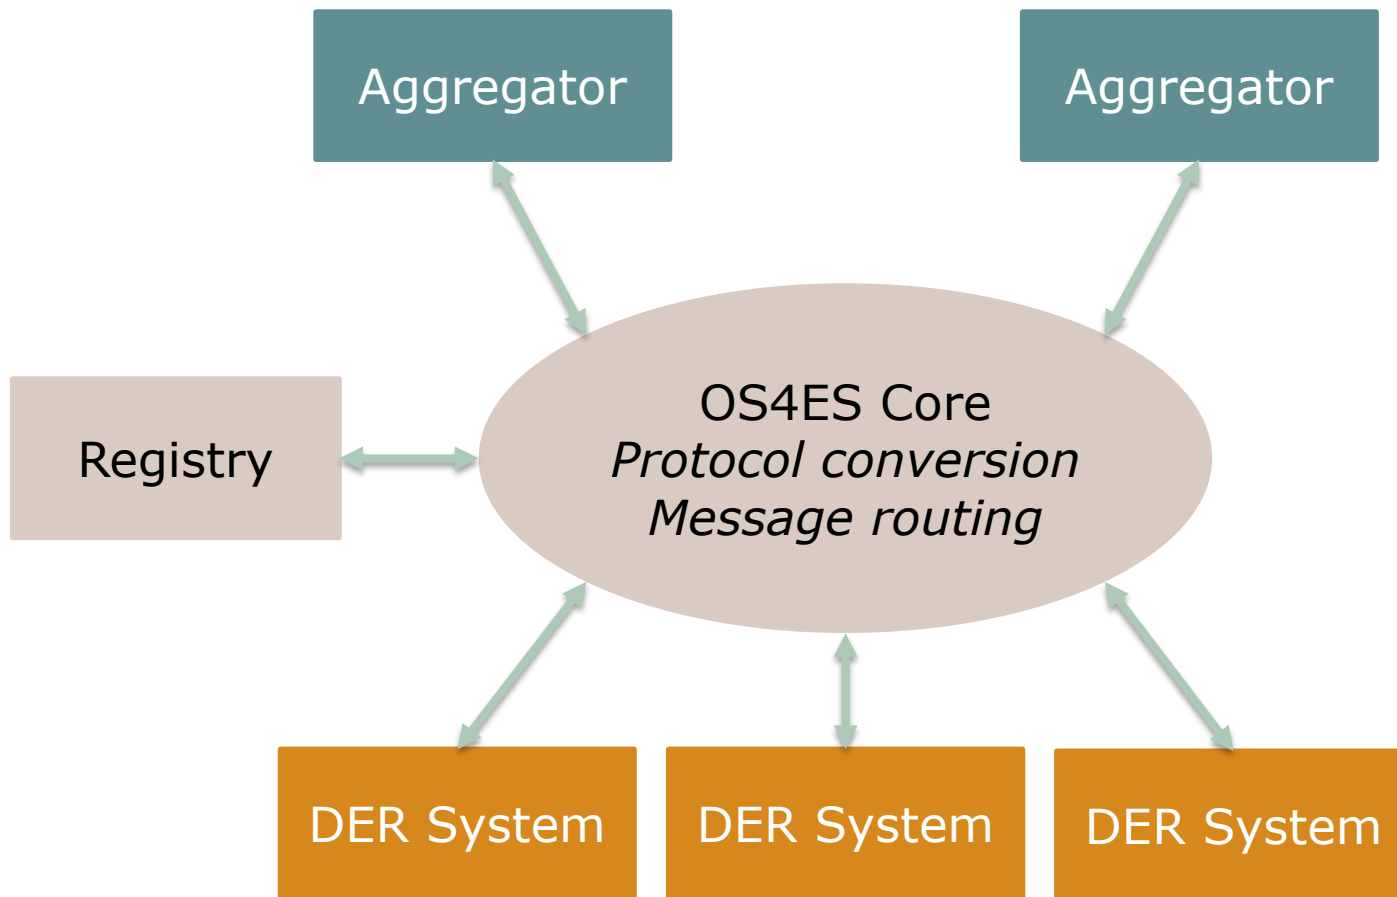 Aggregator
Aggregator
OS4ES Core
Protocol conversion
Message routing
Registry
DER System
DER System
DER System